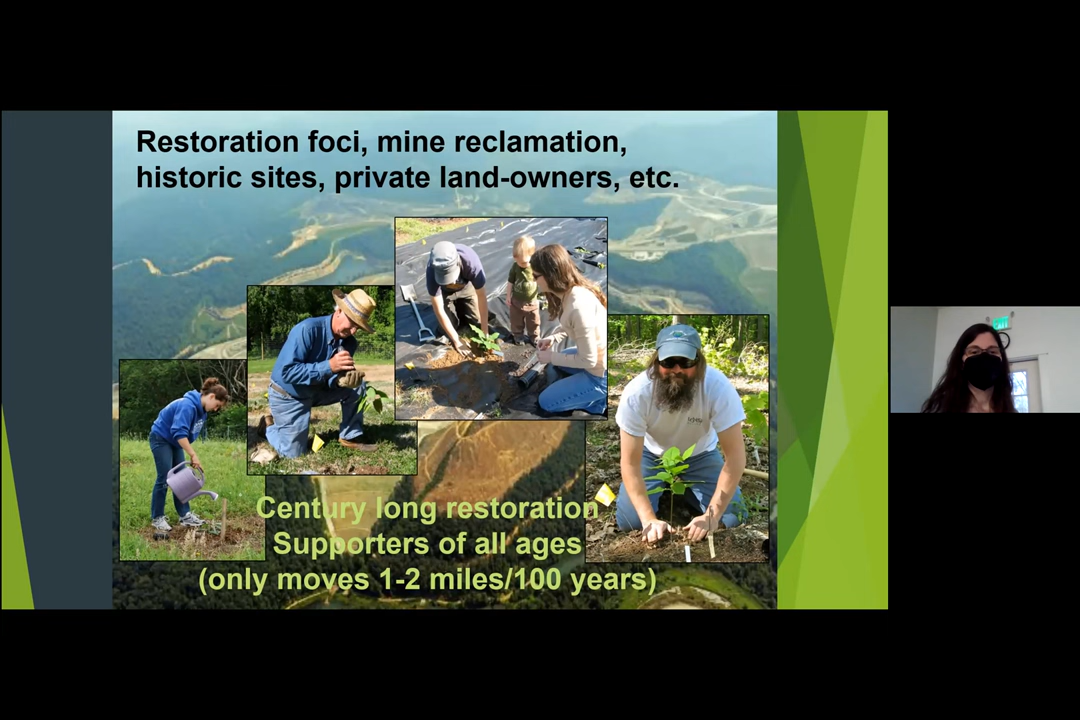 Restoration foci, mine reclamation,
historic sites, private land-owners, etc.
Century long restoration
Supporters of all ages
(only moves 1-2 miles/100 years)